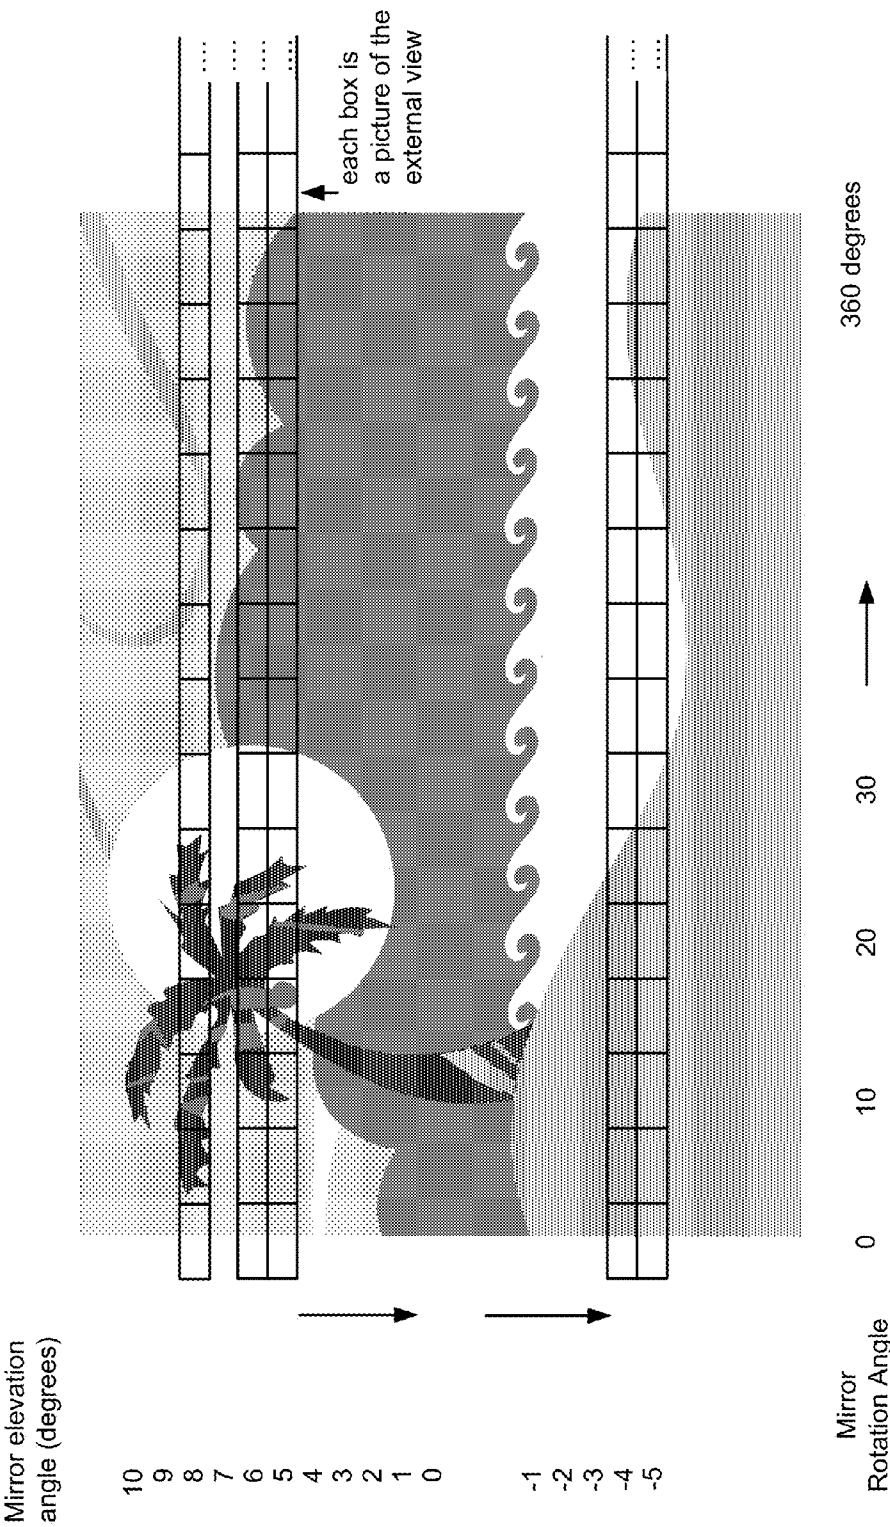 Mirror elevation
angle (degrees)
10
9
8
7
6
5
4
3
2
1
0
-1
-2
-3
-4
-5
each box is
a picture of the
external view
Mirror
Rotation Angle
0
10
20
30
360 degrees